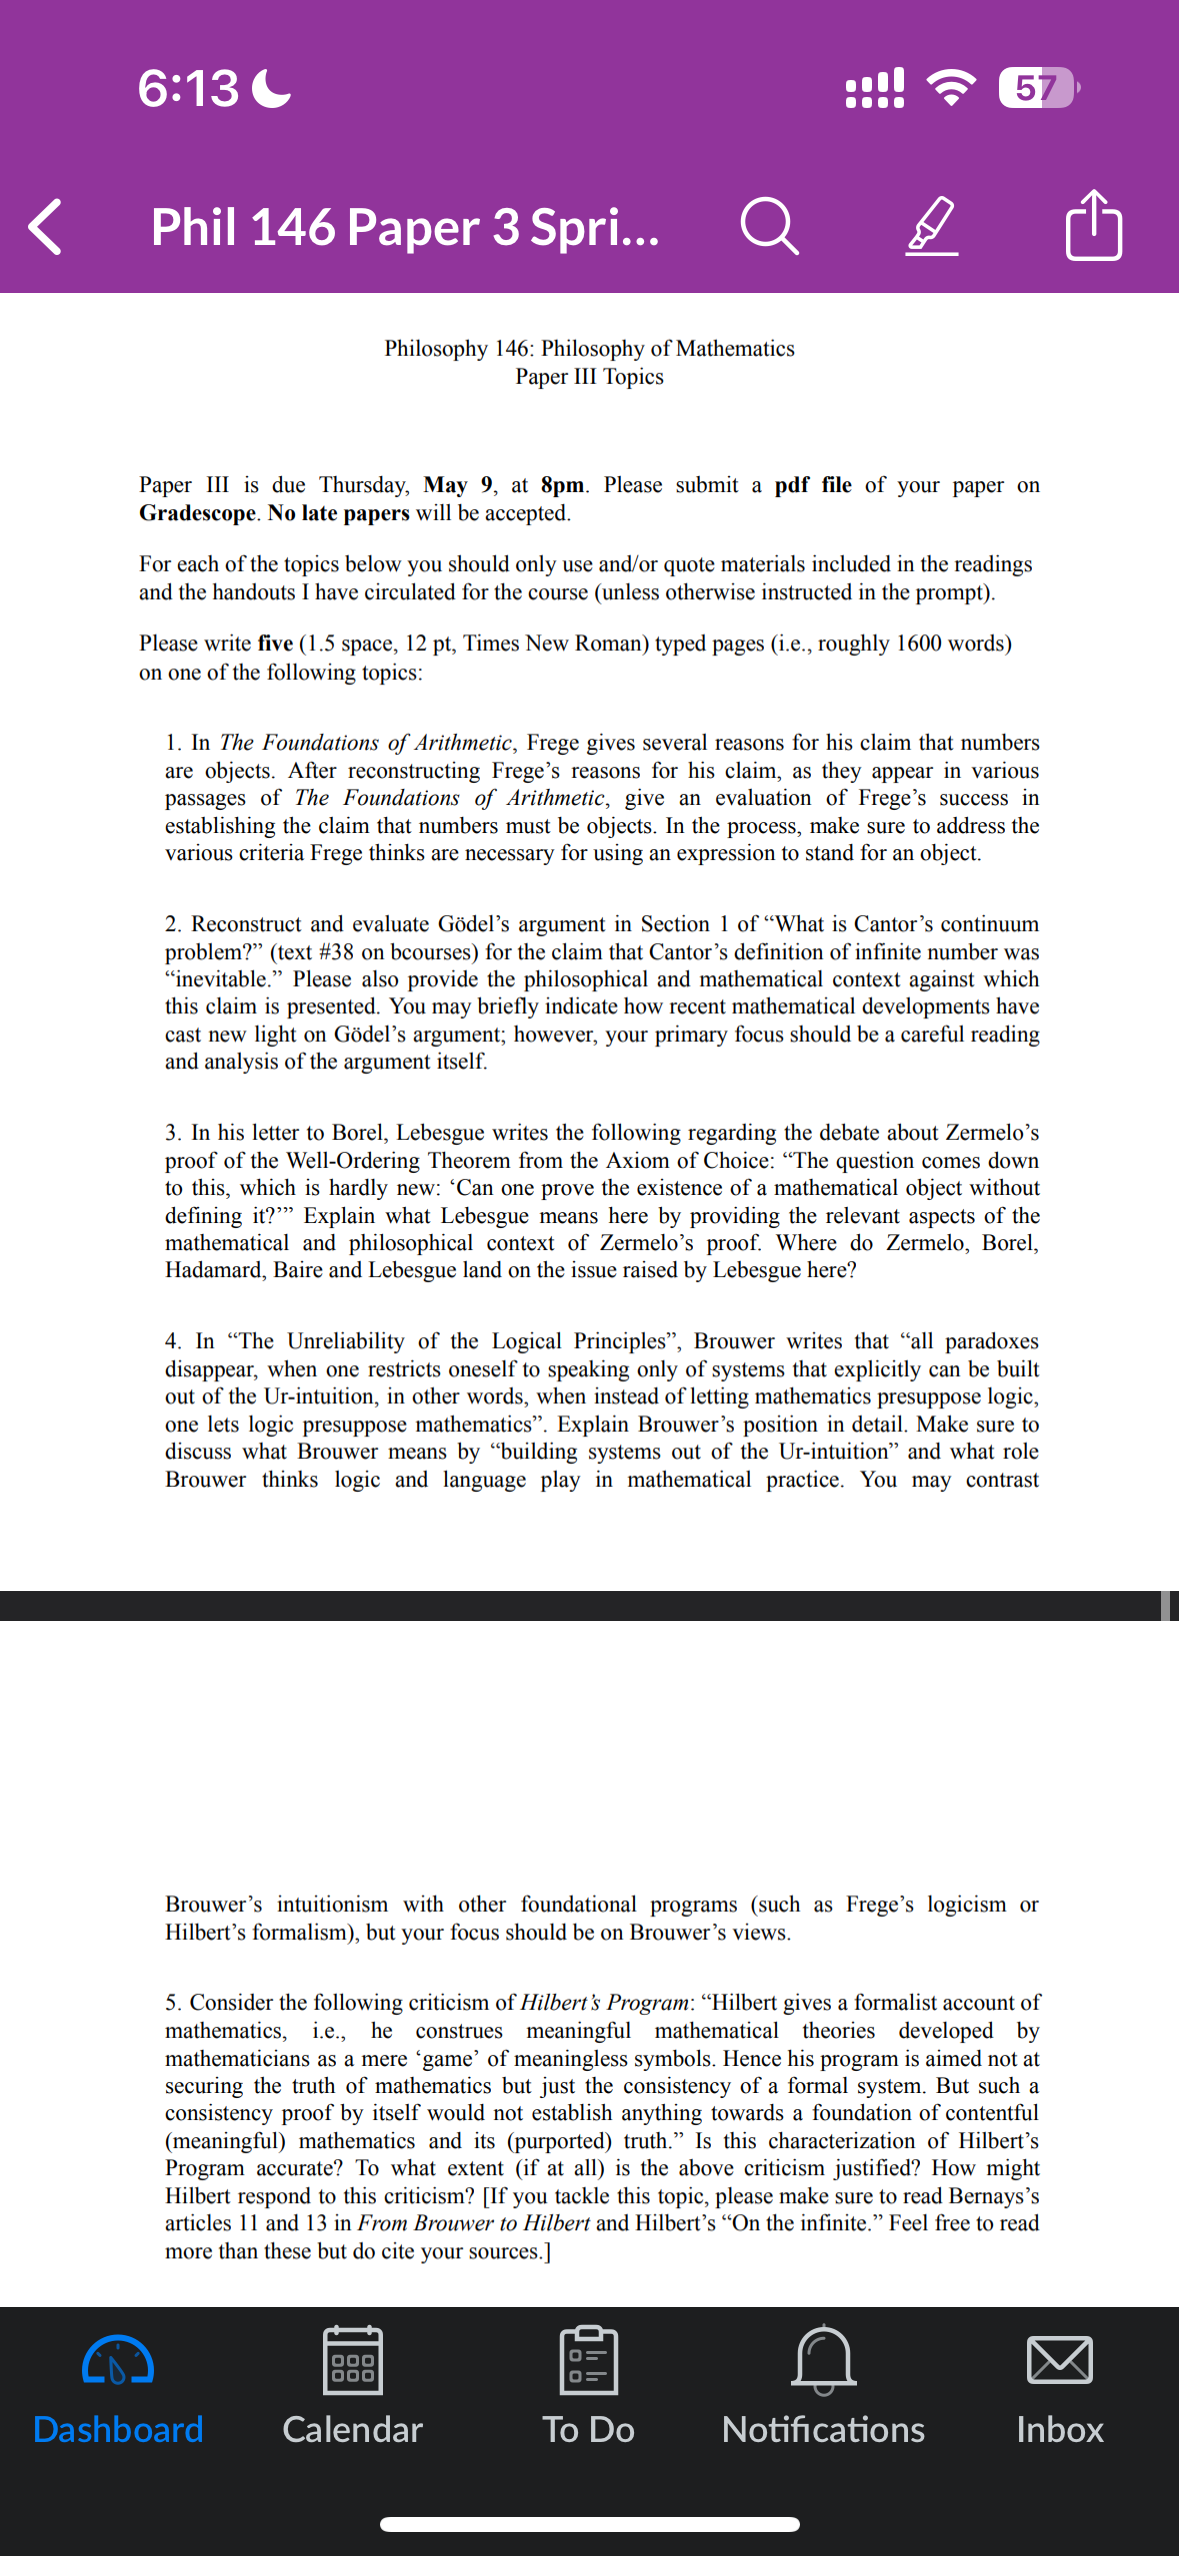 6:13
57
Phil 146 Paper 3 Spri...
Philosophy 146: Philosophy of Mathematics
Paper III Topics
Paper III is due Thursday, May 9, at 8pm. Please submit a pdf file of your paper on
Gradescope. No late papers will be accepted.
For each of the topics below you should only use and/or quote materials included in the readings
and the handouts I have circulated for the course (unless otherwise instructed in the prompt).
Please write five (1.5 space, 12 pt, Times New Roman) typed pages (i.e., roughly 1600 words)
on one of the following topics:
1. In The Foundations of Arithmetic, Frege gives several reasons for his claim that numbers
are objects. After reconstructing Frege’s reasons for his claim, as they appear in various
passages of The Foundations of Arithmetic, give an evaluation of Frege’s success in
establishing the claim that numbers must be objects. In the process, make sure to address the
various criteria Frege thinks are necessary for using an expression to stand for an object.
2. Reconstruct and evaluate Gödel’s argument in Section 1 of “What is Cantor’s continuum
problem?” (text #38 on bcourses) for the claim that Cantor’s definition of infinite number was
“inevitable.” Please also provide the philosophical and mathematical context against which
this claim is presented. You may briefly indicate how recent mathematical developments have
cast new light on Gödel’s argument; however, your primary focus should be a careful reading
and analysis of the argument itself.
3. In his letter to Borel, Lebesgue writes the following regarding the debate about Zermelo’s
proof of the Well-Ordering Theorem from the Axiom of Choice: “The question comes down
to this, which is hardly new: ‘Can one prove the existence of a mathematical object without
defining it?’” Explain what Lebesgue means here by providing the relevant aspects of the
mathematical and philosophical context of Zermelo’s proof. Where do Zermelo, Borel,
Hadamard, Baire and Lebesgue land on the issue raised by Lebesgue here?
4. In “The Unreliability of the Logical Principles”, Brouwer writes that “all paradoxes
disappear, when one restricts oneself to speaking only of systems that explicitly can be built
out of the Ur-intuition, in other words, when instead of letting mathematics presuppose logic,
one lets logic presuppose mathematics”. Explain Brouwer’s position in detail. Make sure to
discuss what Brouwer means by “building systems out of the Ur-intuition” and what role
Brouwer thinks logic and language play in mathematical practice. You may contrast
Brouwer’s intuitionism with other foundational programs (such as Frege’s logicism or
Hilbert’s formalism), but your focus should be on Brouwer’s views.
5. Consider the following criticism of Hilbert’s Program: “Hilbert gives a formalist account of
mathematics, i.e., he construes meaningful mathematical theories developed by
mathematicians as a mere ‘game’ of meaningless symbols. Hence his program is aimed not at
securing the truth of mathematics but just the consistency of a formal system. But such a
consistency proof by itself would not establish anything towards a foundation of contentful
(meaningful) mathematics and its (purported) truth.” Is this characterization of Hilbert’s
Program accurate? To what extent (if at all) is the above criticism justified? How might
Hilbert respond to this criticism? [If you tackle this topic, please make sure to read Bernays’s
articles 11 and 13 in From Brouwer to Hilbert and Hilbert’s “On the infinite.” Feel free to read
more than these but do cite your sources.]
Dashboard
Calendar
To Do
Notifications
Inbox